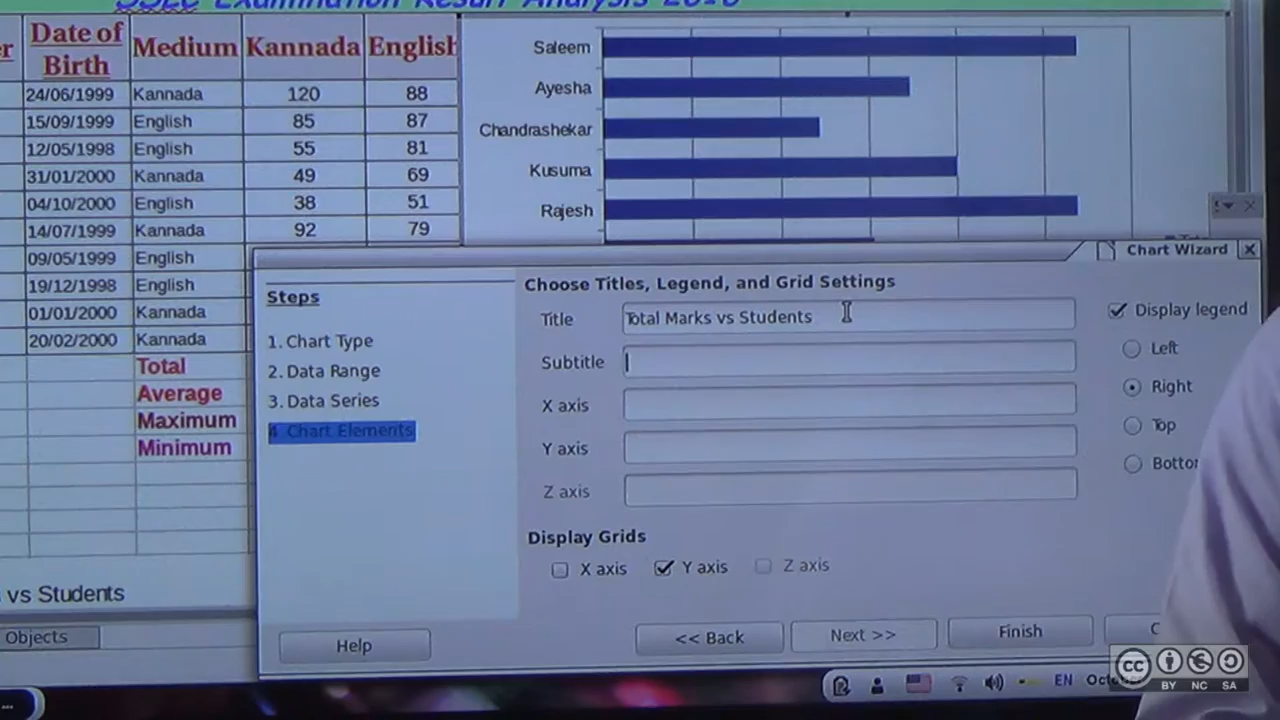 SSLC Examination Result Analysis 2016
Date of Birth Medium Kannada English
24/06/1999 Kannada 120 88
15/09/1999 English 85 87
12/05/1998 English 55 81
31/01/2000 Kannada 49 69
04/10/2000 English 38 51
14/07/1999 Kannada 92 79
09/05/1999 English
19/12/1998 English
01/01/2000 Kannada
20/02/2000 Kannada
Total
Average
Maximum
Minimum
vs Students
Objects
Saleem
Ayesha
Chandrashekar
Kusuma
Rajesh
Chart Wizard
Steps
1. Chart Type
2. Data Range
3. Data Series
4. Chart Elements
Choose Titles, Legend, and Grid Settings
Title Total Marks vs Students
Subtitle
X axis
Y axis
Z axis
Display legend
Left
Right
Top
Display Grids
X axis Y axis Z axis
Help << Back Next >> Finish
EN
cc BY NC SA